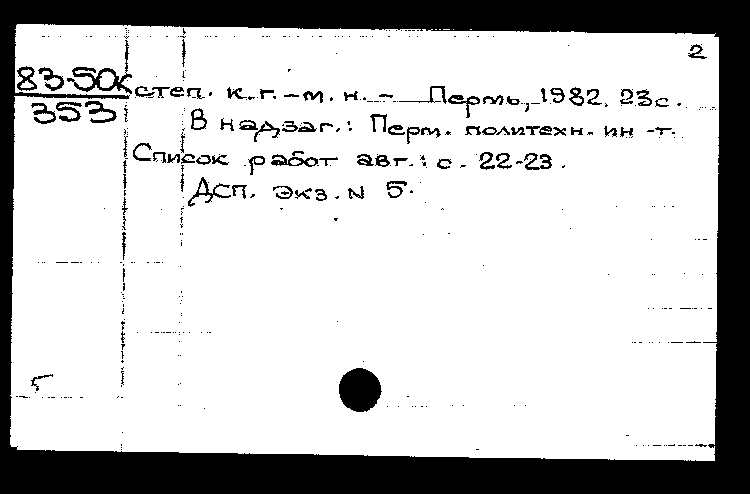 2
83-50к
353
степ. к.г.-м.н. - Пермь, 1982. 23с.
В надзаг.: Перм. политехн. ин-т.
Список работ авт.: с. 22-23.
Дсп. Экз. N 5.